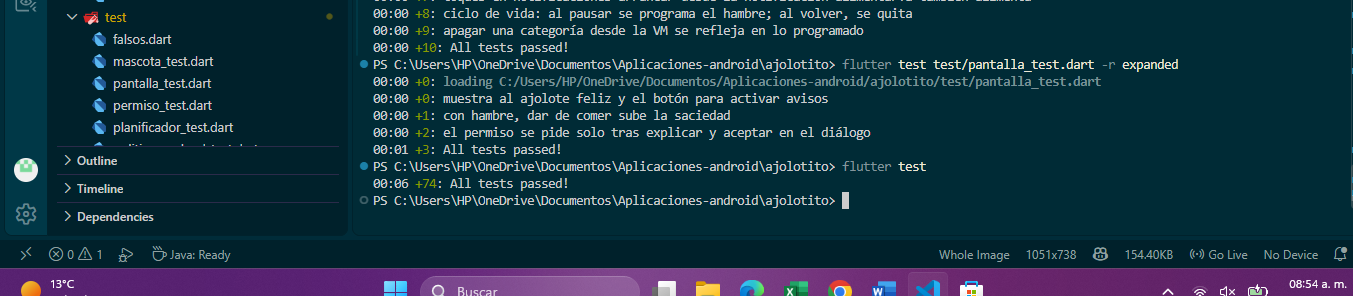 test
falsos.dart
mascota_test.dart
pantalla_test.dart
permiso_test.dart
planificador_test.dart
Outline
Timeline
Dependencies
00:00 +8: ciclo de vida: al pausar se programa el hambre; al volver, se quita
00:00 +9: apagar una categoría desde la VM se refleja en lo programado
00:00 +10: All tests passed!
PS C:\Users\HP\OneDrive\Documentos\Aplicaciones-android\ajolotito> flutter test test/pantalla_test.dart -r expanded
00:00 +0: loading C:/Users/HP/OneDrive/Documentos/Aplicaciones-android/ajolotito/test/pantalla_test.dart
00:00 +0: muestra al ajolote feliz y el botón para activar avisos
00:00 +1: con hambre, dar de comer sube la saciedad
00:00 +2: el permiso se pide solo tras explicar y aceptar en el diálogo
00:01 +3: All tests passed!
PS C:\Users\HP\OneDrive\Documentos\Aplicaciones-android\ajolotito> flutter test
00:06 +74: All tests passed!
PS C:\Users\HP\OneDrive\Documentos\Aplicaciones-android\ajolotito>
0 1 Java: Ready Whole Image 1051x738 154.40KB Go Live No Device
13°C Buscar 08:54 a. m.